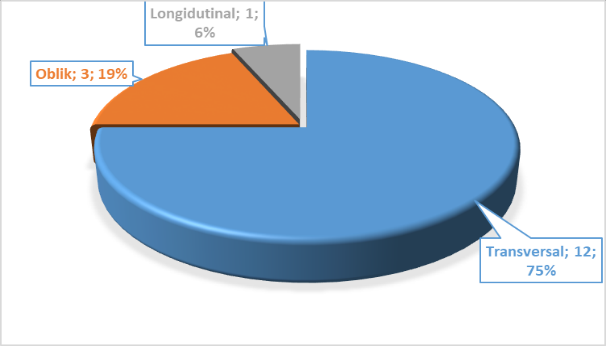 Longidutinal; 1;
6%
Oblik; 3; 19%
Transversal; 12;
75%